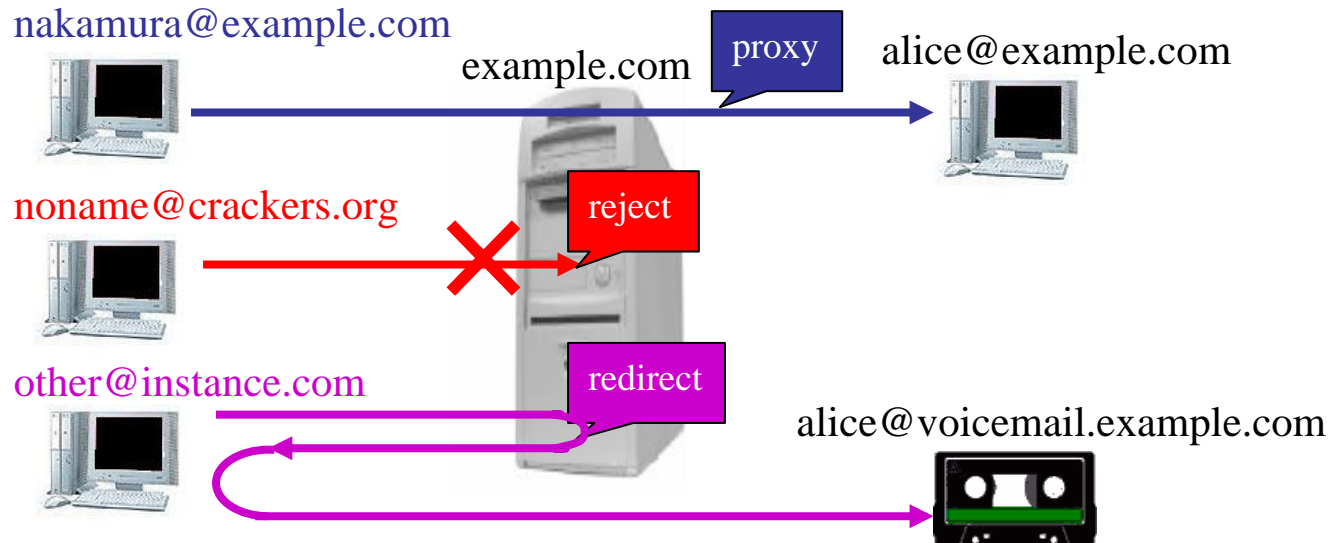 nakamura@example.com
example.com
proxy
alice@example.com
noname@crackers.org
reject
other@instance.com
redirect
alice@voicemail.example.com